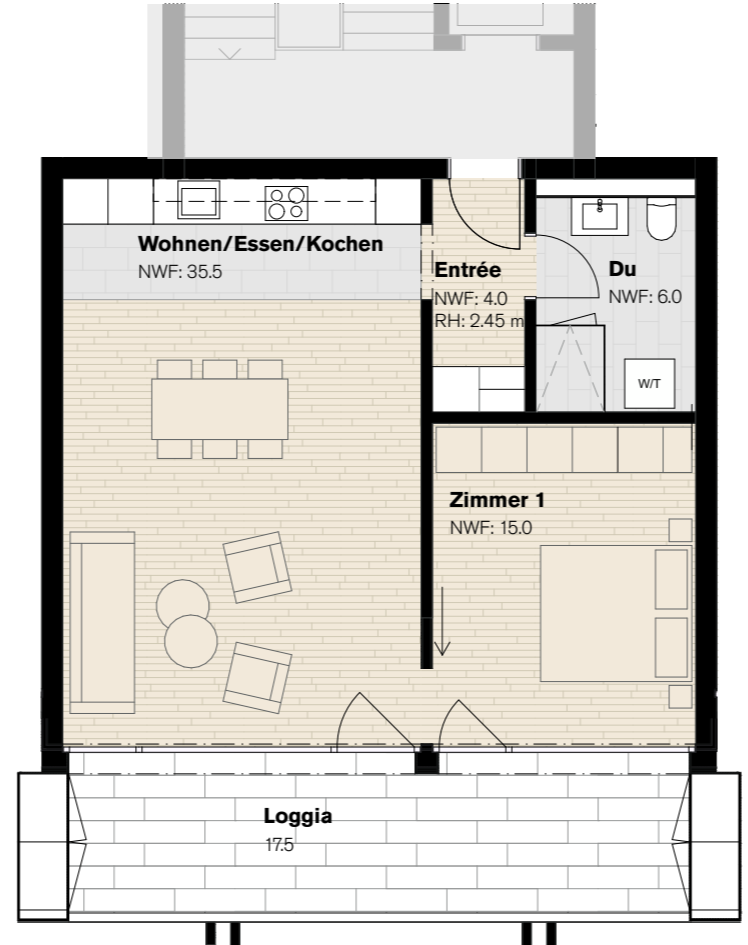 Wohnen/Essen/Kochen
NWF: 35.5
Entrée
NWF: 4.0
RH: 2.45 m
Du
NWF: 6.0
W/T
Zimmer 1
NWF: 15.0
Loggia
17.5